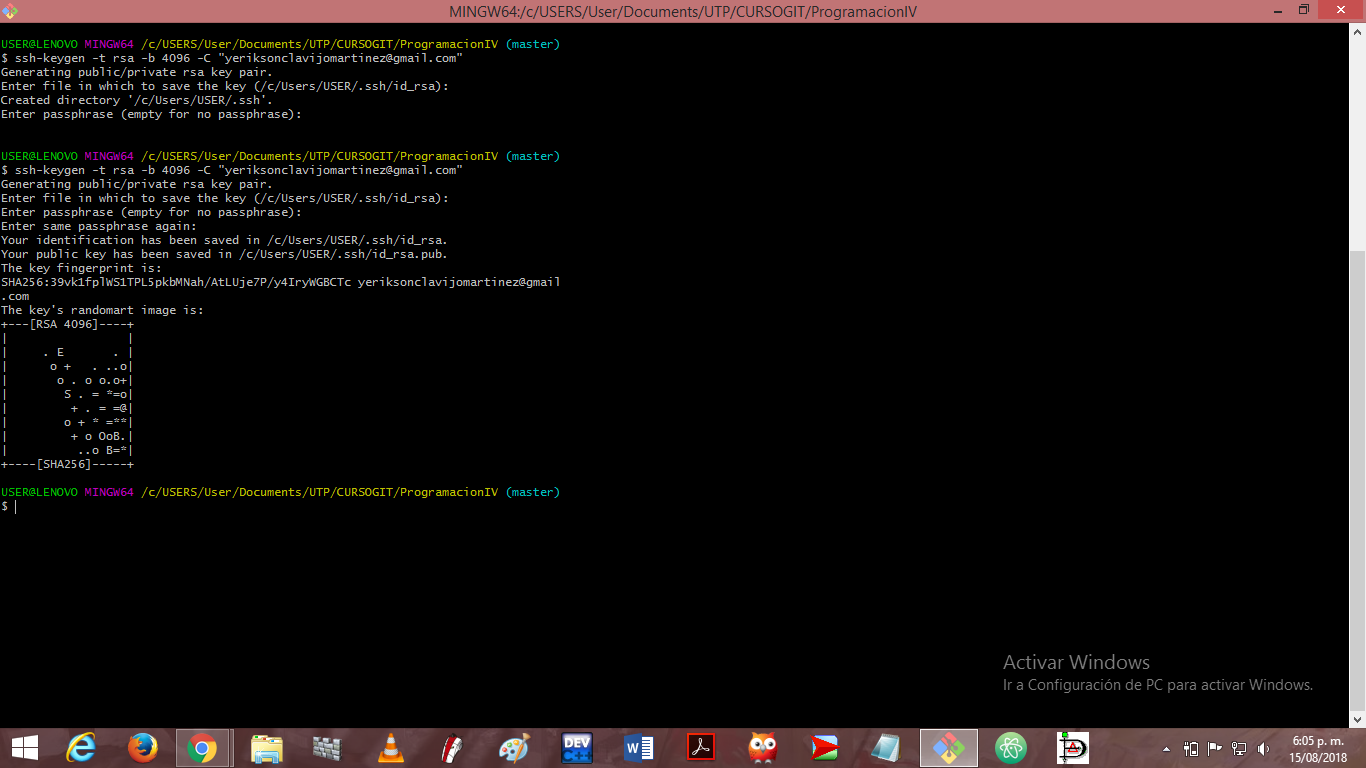 MINGW64:/c/USERS/User/Documents/UTP/CURSOGIT/ProgramacionIV
USER@LENOVO MINGW64 /c/USERS/User/Documents/UTP/CURSOGIT/ProgramacionIV (master)
$ ssh-keygen -t rsa -b 4096 -C "yeriksonclavijomartinez@gmail.com"
Generating public/private rsa key pair.
Enter file in which to save the key (/c/Users/USER/.ssh/id_rsa):
Created directory '/c/Users/USER/.ssh'.
Enter passphrase (empty for no passphrase):
USER@LENOVO MINGW64 /c/USERS/User/Documents/UTP/CURSOGIT/ProgramacionIV (master)
$ ssh-keygen -t rsa -b 4096 -C "yeriksonclavijomartinez@gmail.com"
Generating public/private rsa key pair.
Enter file in which to save the key (/c/Users/USER/.ssh/id_rsa):
Enter passphrase (empty for no passphrase):
Enter same passphrase again:
Your identification has been saved in /c/Users/USER/.ssh/id_rsa.
Your public key has been saved in /c/Users/USER/.ssh/id_rsa.pub.
The key fingerprint is:
SHA256:39vk1fplWS1TPL5pkbMNah/AtLUje7P/y4IryWGBCTc yeriksonclavijomartinez@gmail
.com
The key's randomart image is:
+---[RSA 4096]----+
|                 |
|     . E       . |
|      o +   . ..o|
|       o . o o.o+|
|        S . = *=o|
|         + . = =@|
|        o + * =**|
|         + o OoB.|
|          ..o B=*|
+----[SHA256]-----+
USER@LENOVO MINGW64 /c/USERS/User/Documents/UTP/CURSOGIT/ProgramacionIV (master)
$
Activar Windows
Ir a Configuración de PC para activar Windows.
DEV
C++
6:05 p. m.
15/08/2018